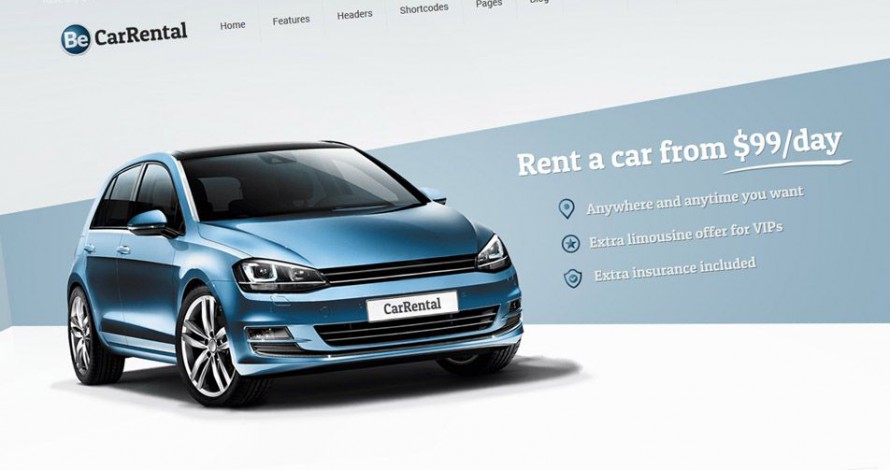 Be CarRental
Home Features Headers Shortcodes Pages Blog
Rent a car from $99/day
Anywhere and anytime you want
Extra limousine offer for VIPs
Extra insurance included
CarRental